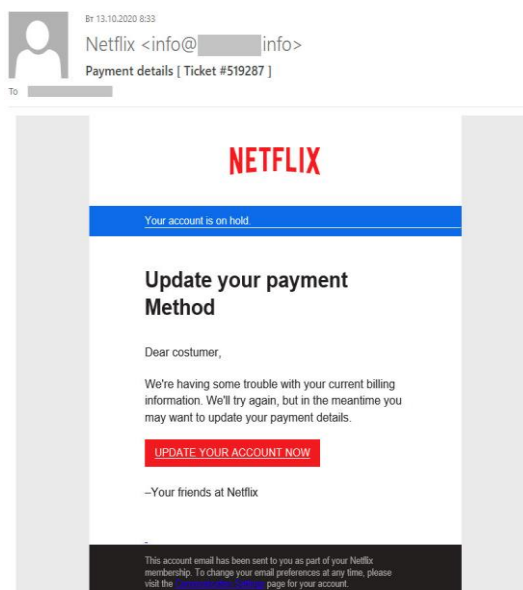 Вт 13.10.2020 8:33
Netflix <info@ info>
Payment details [ Ticket #519287 ]
To
NETFLIX
Your account is on hold.
Update your payment
Method
Dear costumer,
We're having some trouble with your current billing
information. We'll try again, but in the meantime you
may want to update your payment details.
UPDATE YOUR ACCOUNT NOW
–Your friends at Netflix
-
This account email has been sent to you as part of your Netflix
membership. To change your email preferences at any time, please
visit the page for your account.